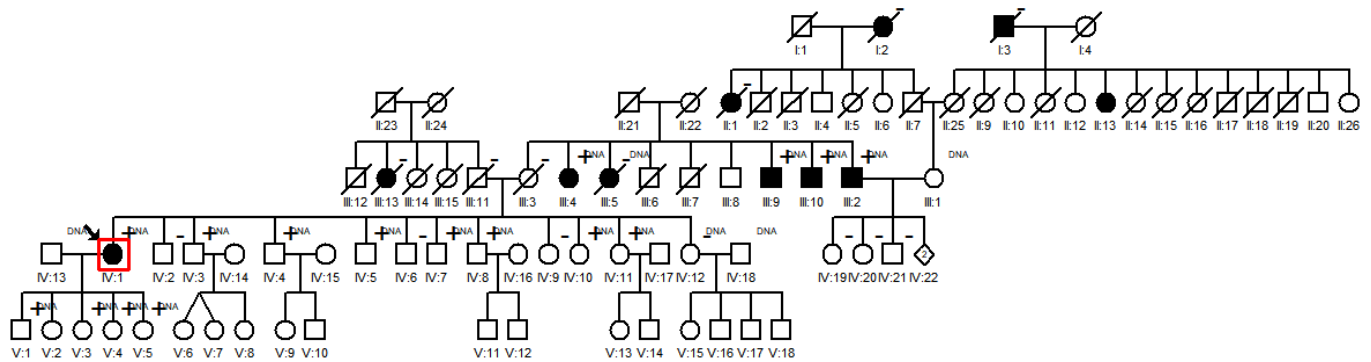 I:1 I:2 I:3 I:4
II:23 II:24 II:21 II:22 II:1 II:2 II:3 II:4 II:5 II:6 II:7 II:25 II:9 II:10 II:11 II:12 II:13 II:14 II:15 II:16 II:17 II:18 II:19 II:20 II:26
DNA DNA DNA
III:12 III:13 III:14 III:15 III:11 III:3 III:4 III:5 III:6 III:7 III:8 III:9 III:10 III:2 III:1
DNA DNA DNA DNA DNA DNA DNA DNA DNA
IV:13 IV:1 IV:2 IV:3 IV:14 IV:4 IV:15 IV:5 IV:6 IV:7 IV:8 IV:16 IV:9 IV:10 IV:11 IV:17 IV:12 IV:18 IV:19 IV:20 IV:21 IV:22
2
DNA DNA DNA DNA
V:1 V:2 V:3 V:4 V:5 V:6 V:7 V:8 V:9 V:10 V:11 V:12 V:13 V:14 V:15 V:16 V:17 V:18